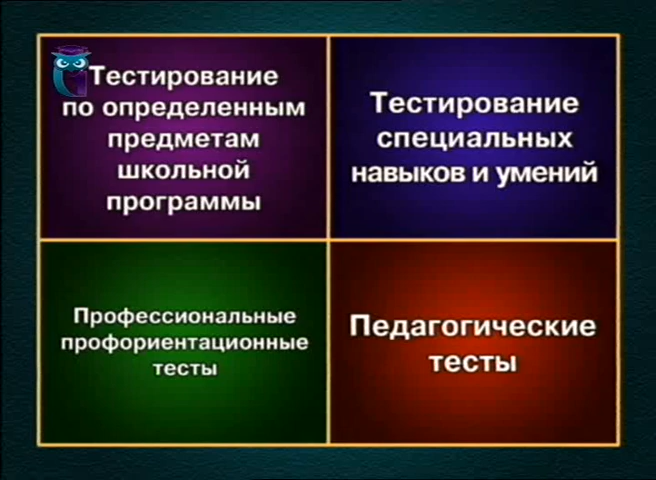 Тестирование
по определенным
предметам
школьной
программы
Тестирование
специальных
навыков и умений
Профессиональные
профориентационные
тесты
Педагогические
тесты